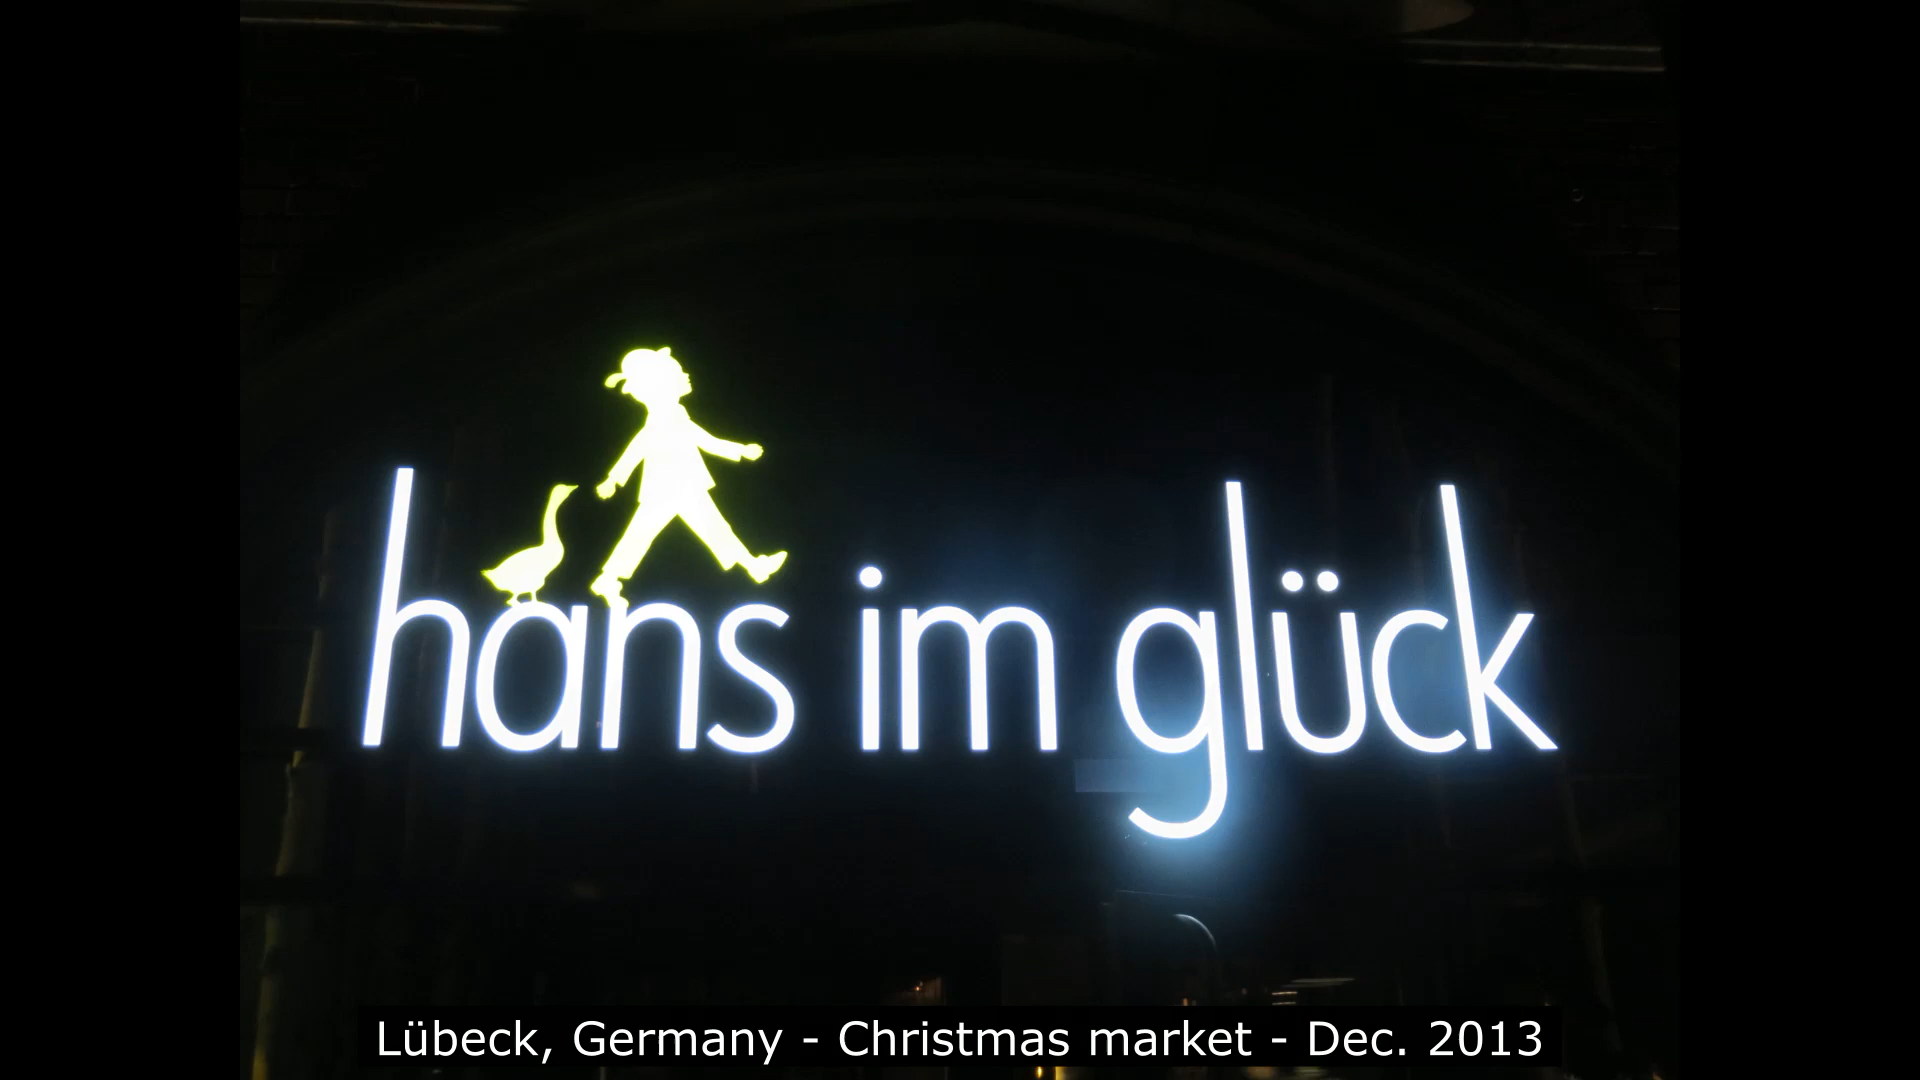 hans im glück
Lübeck, Germany - Christmas market - Dec. 2013